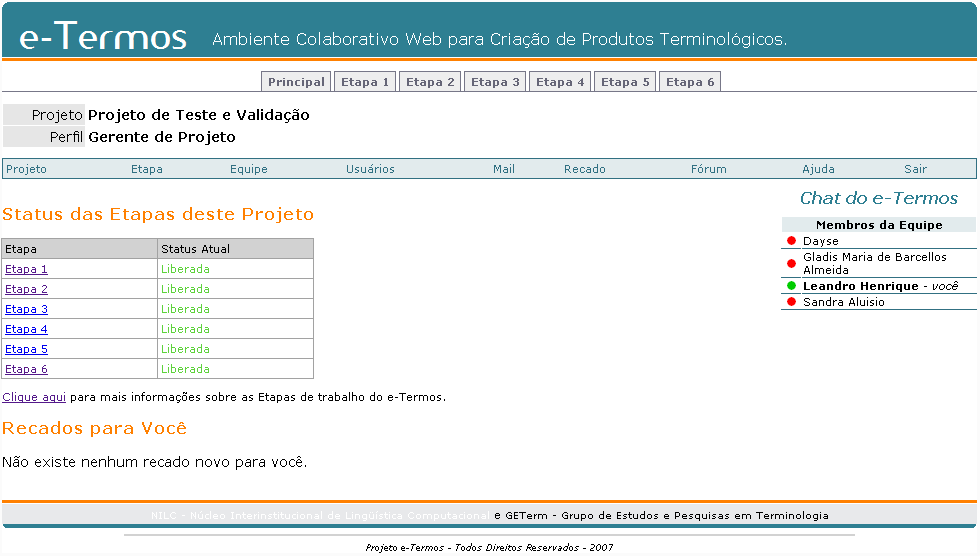 e-Termos Ambiente Colaborativo Web para Criação de Produtos Terminológicos.
Principal Etapa 1 Etapa 2 Etapa 3 Etapa 4 Etapa 5 Etapa 6
Projeto Projeto de Teste e Validação
Perfil Gerente de Projeto
Projeto Etapa Equipe Usuários Mail Recado Fórum Ajuda Sair
Status das Etapas deste Projeto
Etapa Status Atual
Etapa 1 Liberada
Etapa 2 Liberada
Etapa 3 Liberada
Etapa 4 Liberada
Etapa 5 Liberada
Etapa 6 Liberada
Clique aqui para mais informações sobre as Etapas de trabalho do e-Termos.
Recados para Você
Não existe nenhum recado novo para você.
Chat do e-Termos
Membros da Equipe
Dayse
Gladis Maria de Barcellos
Almeida
Leandro Henrique - você
Sandra Aluisio
NILC - Núcleo Interinstitucional de Lingüística Computacional e GETerm - Grupo de Estudos e Pesquisas em Terminologia
Projeto e-Termos - Todos Direitos Reservados - 2007